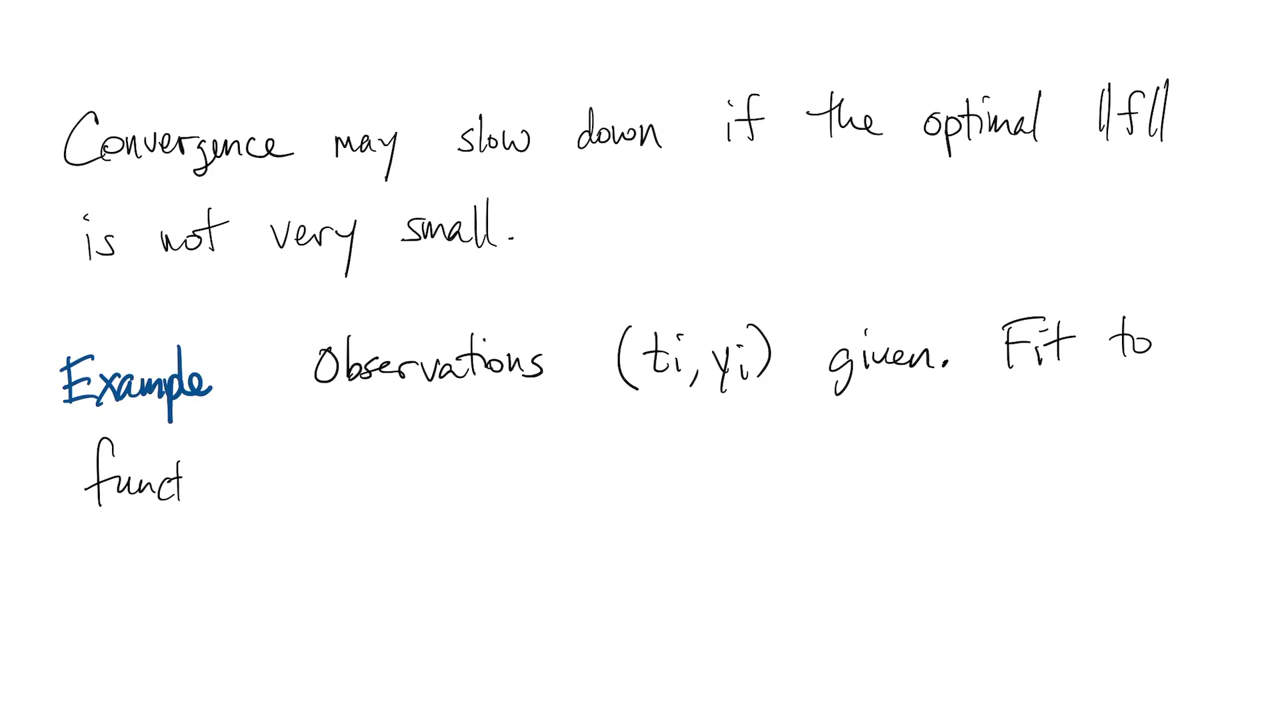 Convergence may slow down if the optimal ||f||
is not very small.
Example Observations (ti, yi) given. Fit to
funct